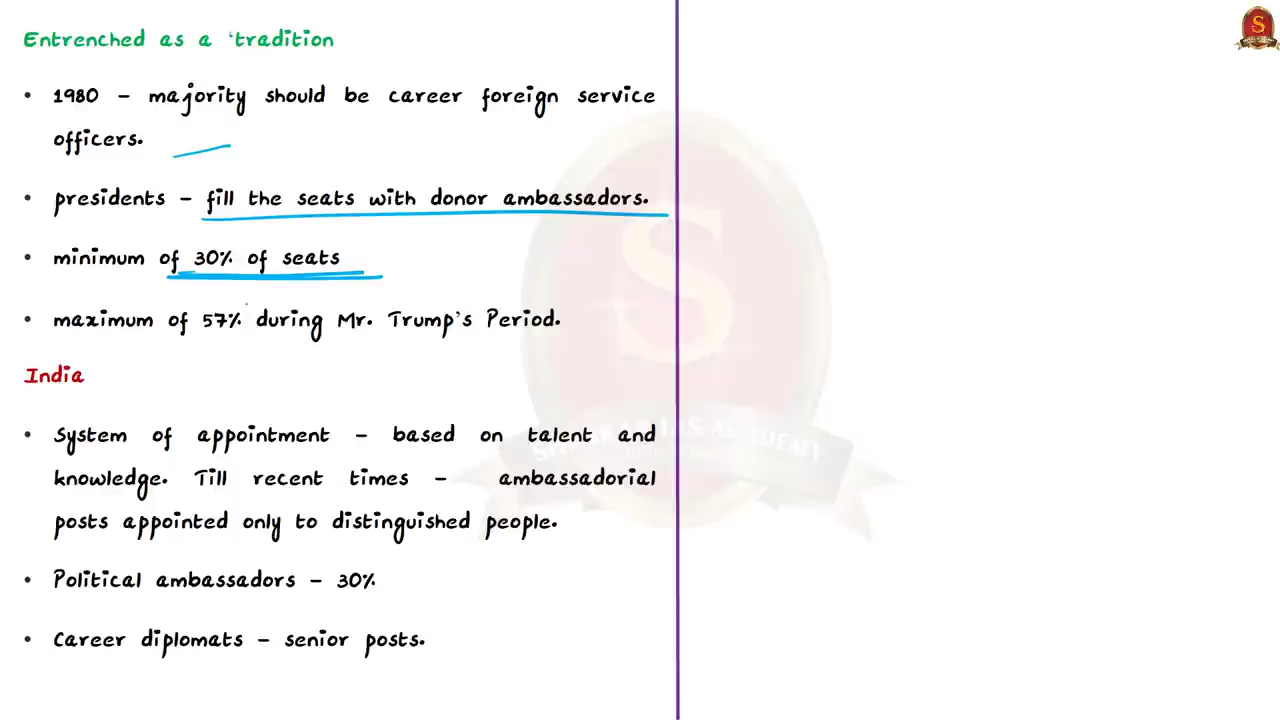 Entrenched as a ‘tradition
• 1980 – majority should be career foreign service
officers.
• presidents – fill the seats with donor ambassadors.
• minimum of 30% of seats
• maximum of 57% during Mr. Trump's Period.
India
• System of appointment – based on talent and
knowledge. Till recent times – ambassadorial
posts appointed only to distinguished people.
• Political ambassadors – 30%
• Career diplomats – senior posts.